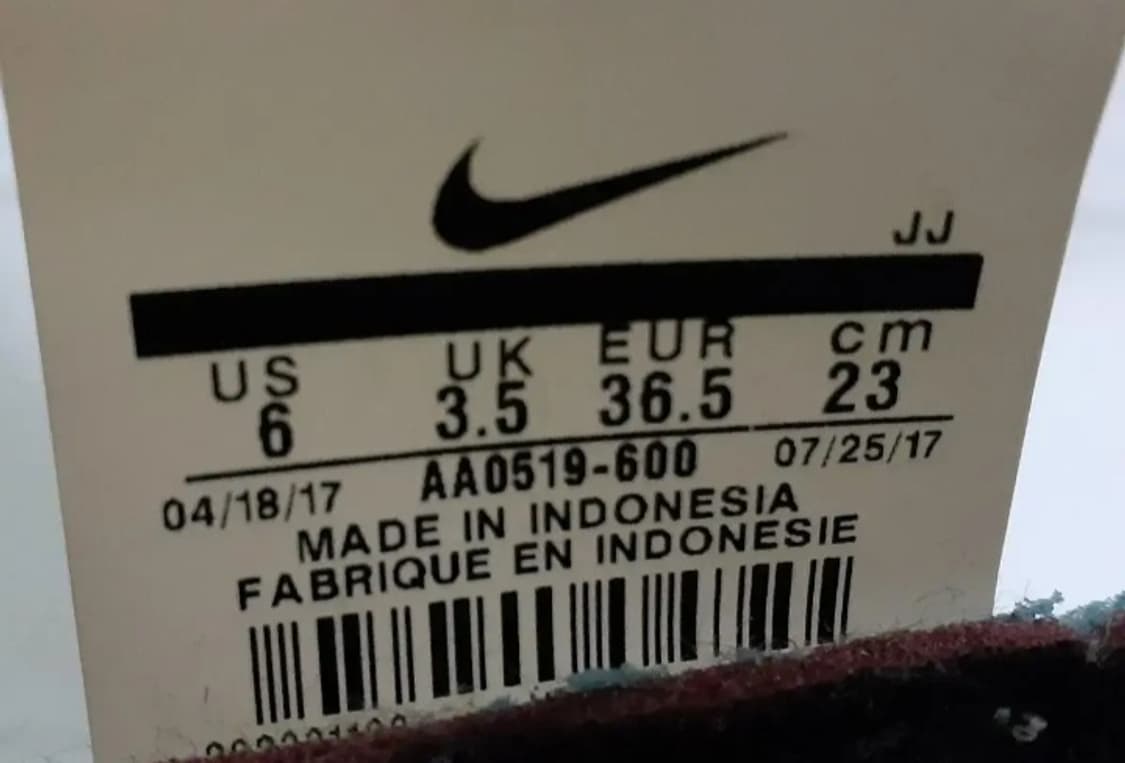 JJ
US UK EUR cm
6 3.5 36.5 23
04/18/17 AA0519-600 07/25/17
MADE IN INDONESIA
FABRIQUE EN INDONESIE